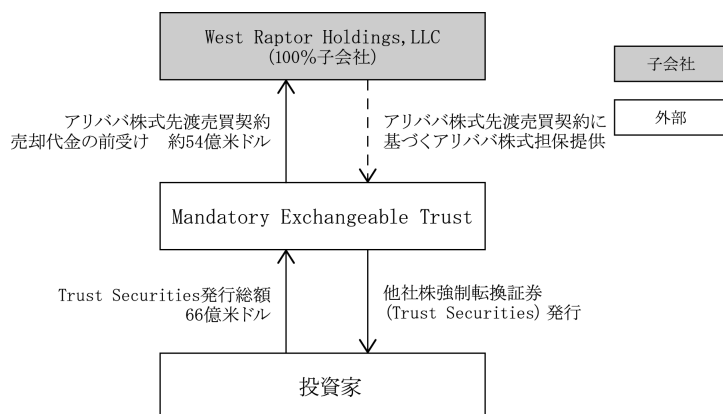 West Raptor Holdings,LLC
(100%子会社)
子会社
外部
アリババ株式先渡売買契約
売却代金の前受け　約54億米ドル
アリババ株式先渡売買契約に
基づくアリババ株式担保提供
Mandatory Exchangeable Trust
Trust Securities発行総額
66億米ドル
他社株強制転換証券
(Trust Securities) 発行
投資家